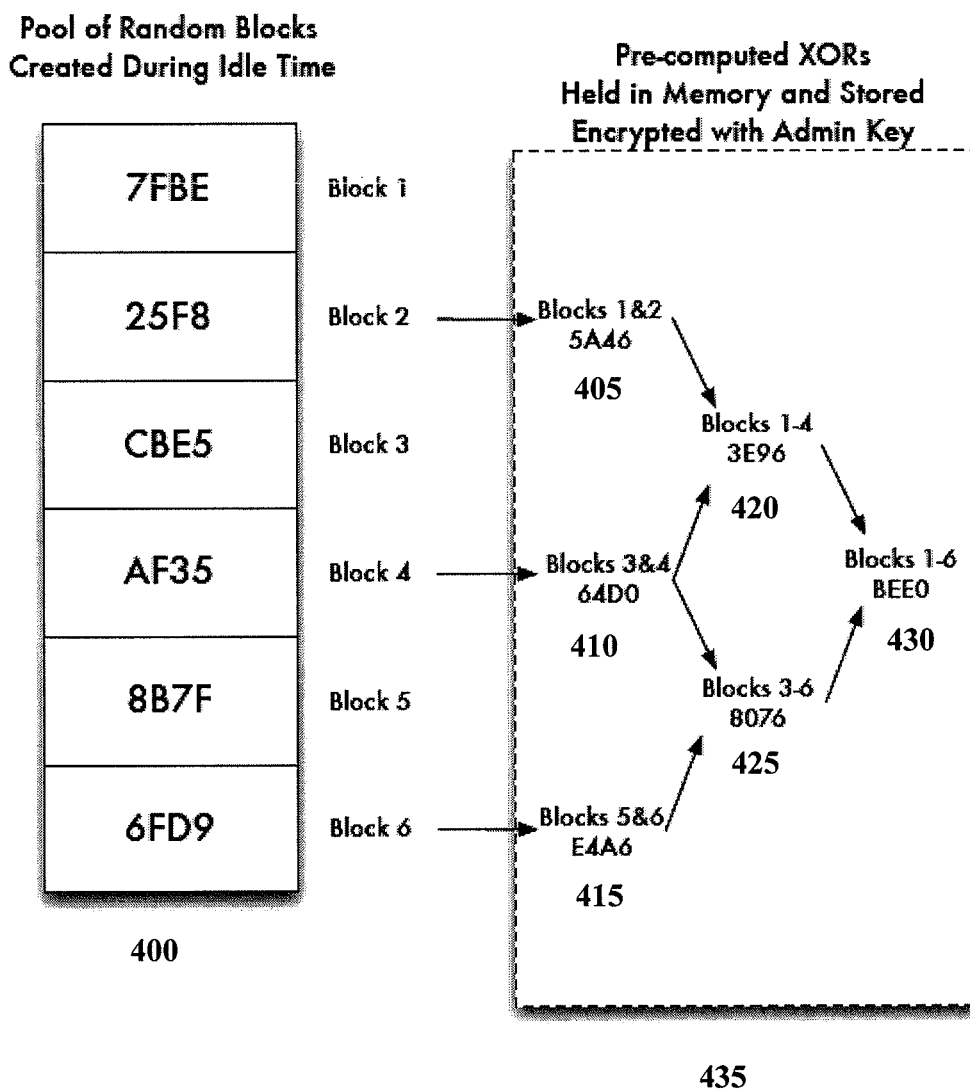 Pool of Random Blocks
Created During Idle Time
Pre-computed XORs
Held in Memory and Stored
Encrypted with Admin Key
7FBE
Block 1
25F8
Block 2
Blocks 1&2
5A46
405
CBE5
Block 3
Blocks 1-4
3E96
420
AF35
Block 4
Blocks 3&4
64D0
410
Blocks 1-6
BEE0
430
8B7F
Block 5
Blocks 3-6
8076
425
6FD9
Block 6
Blocks 5&6
E4A6
415
400
435